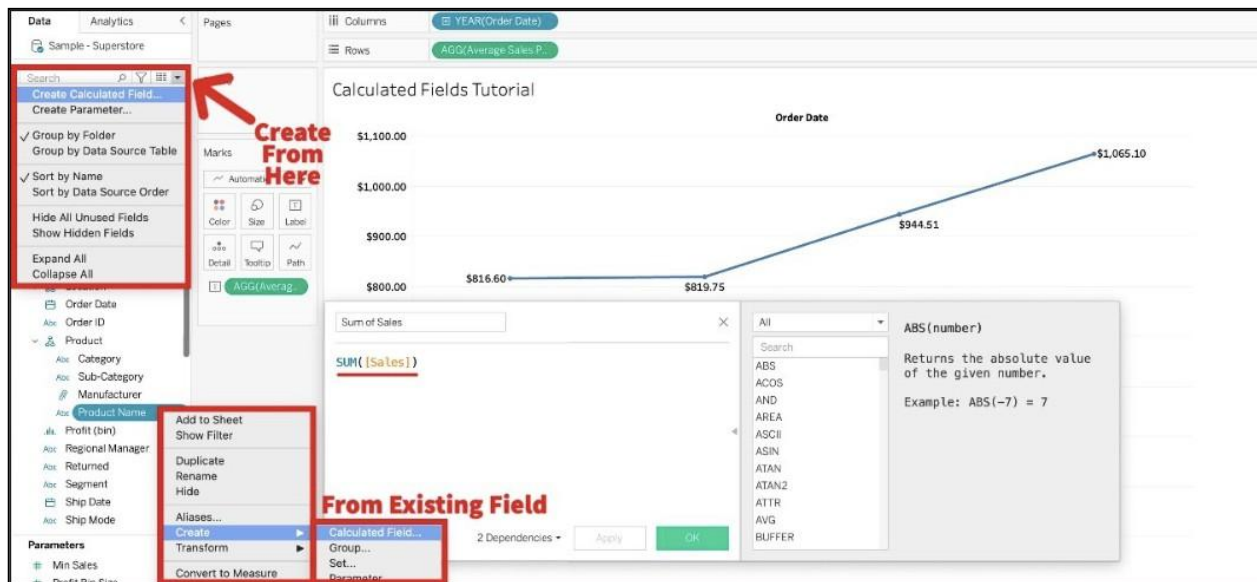 Data
Analytics
Sample - Superstore
Search
Create Calculated Field...
Create Parameter...
Group by Folder
Group by Data Source Table
Sort by Name
Sort by Data Source Order
Hide All Unused Fields
Show Hidden Fields
Expand All
Collapse All
Order Date
Order ID
Product
Category
Sub-Category
Manufacturer
Product Name
Profit (bin)
Regional Manager
Returned
Segment
Ship Date
Ship Mode
Parameters
Min Sales
Pages
Marks
Color
Size
Label
Detail
Tooltip
Path
AGG(Averag..
Create
From
Here
Columns
YEAR(Order Date)
Rows
AGG(Average Sales P..
Calculated Fields Tutorial
Order Date
$1,100.00
$1,000.00
$900.00
$800.00
$816.60
$819.75
$944.51
$1,065.10
Add to Sheet
Show Filter
Duplicate
Rename
Hide
Aliases...
Create
Transform
Convert to Measure
From Existing Field
Calculated Field...
Group...
Set...
Parameter
Sum of Sales
SUM([Sales])
2 Dependencies
Apply
OK
All
Search
ABS
ACOS
AND
AREA
ASCII
ASIN
ATAN
ATAN2
ATTR
AVG
BUFFER
ABS(number)
Returns the absolute value
of the given number.
Example: ABS(-7) = 7